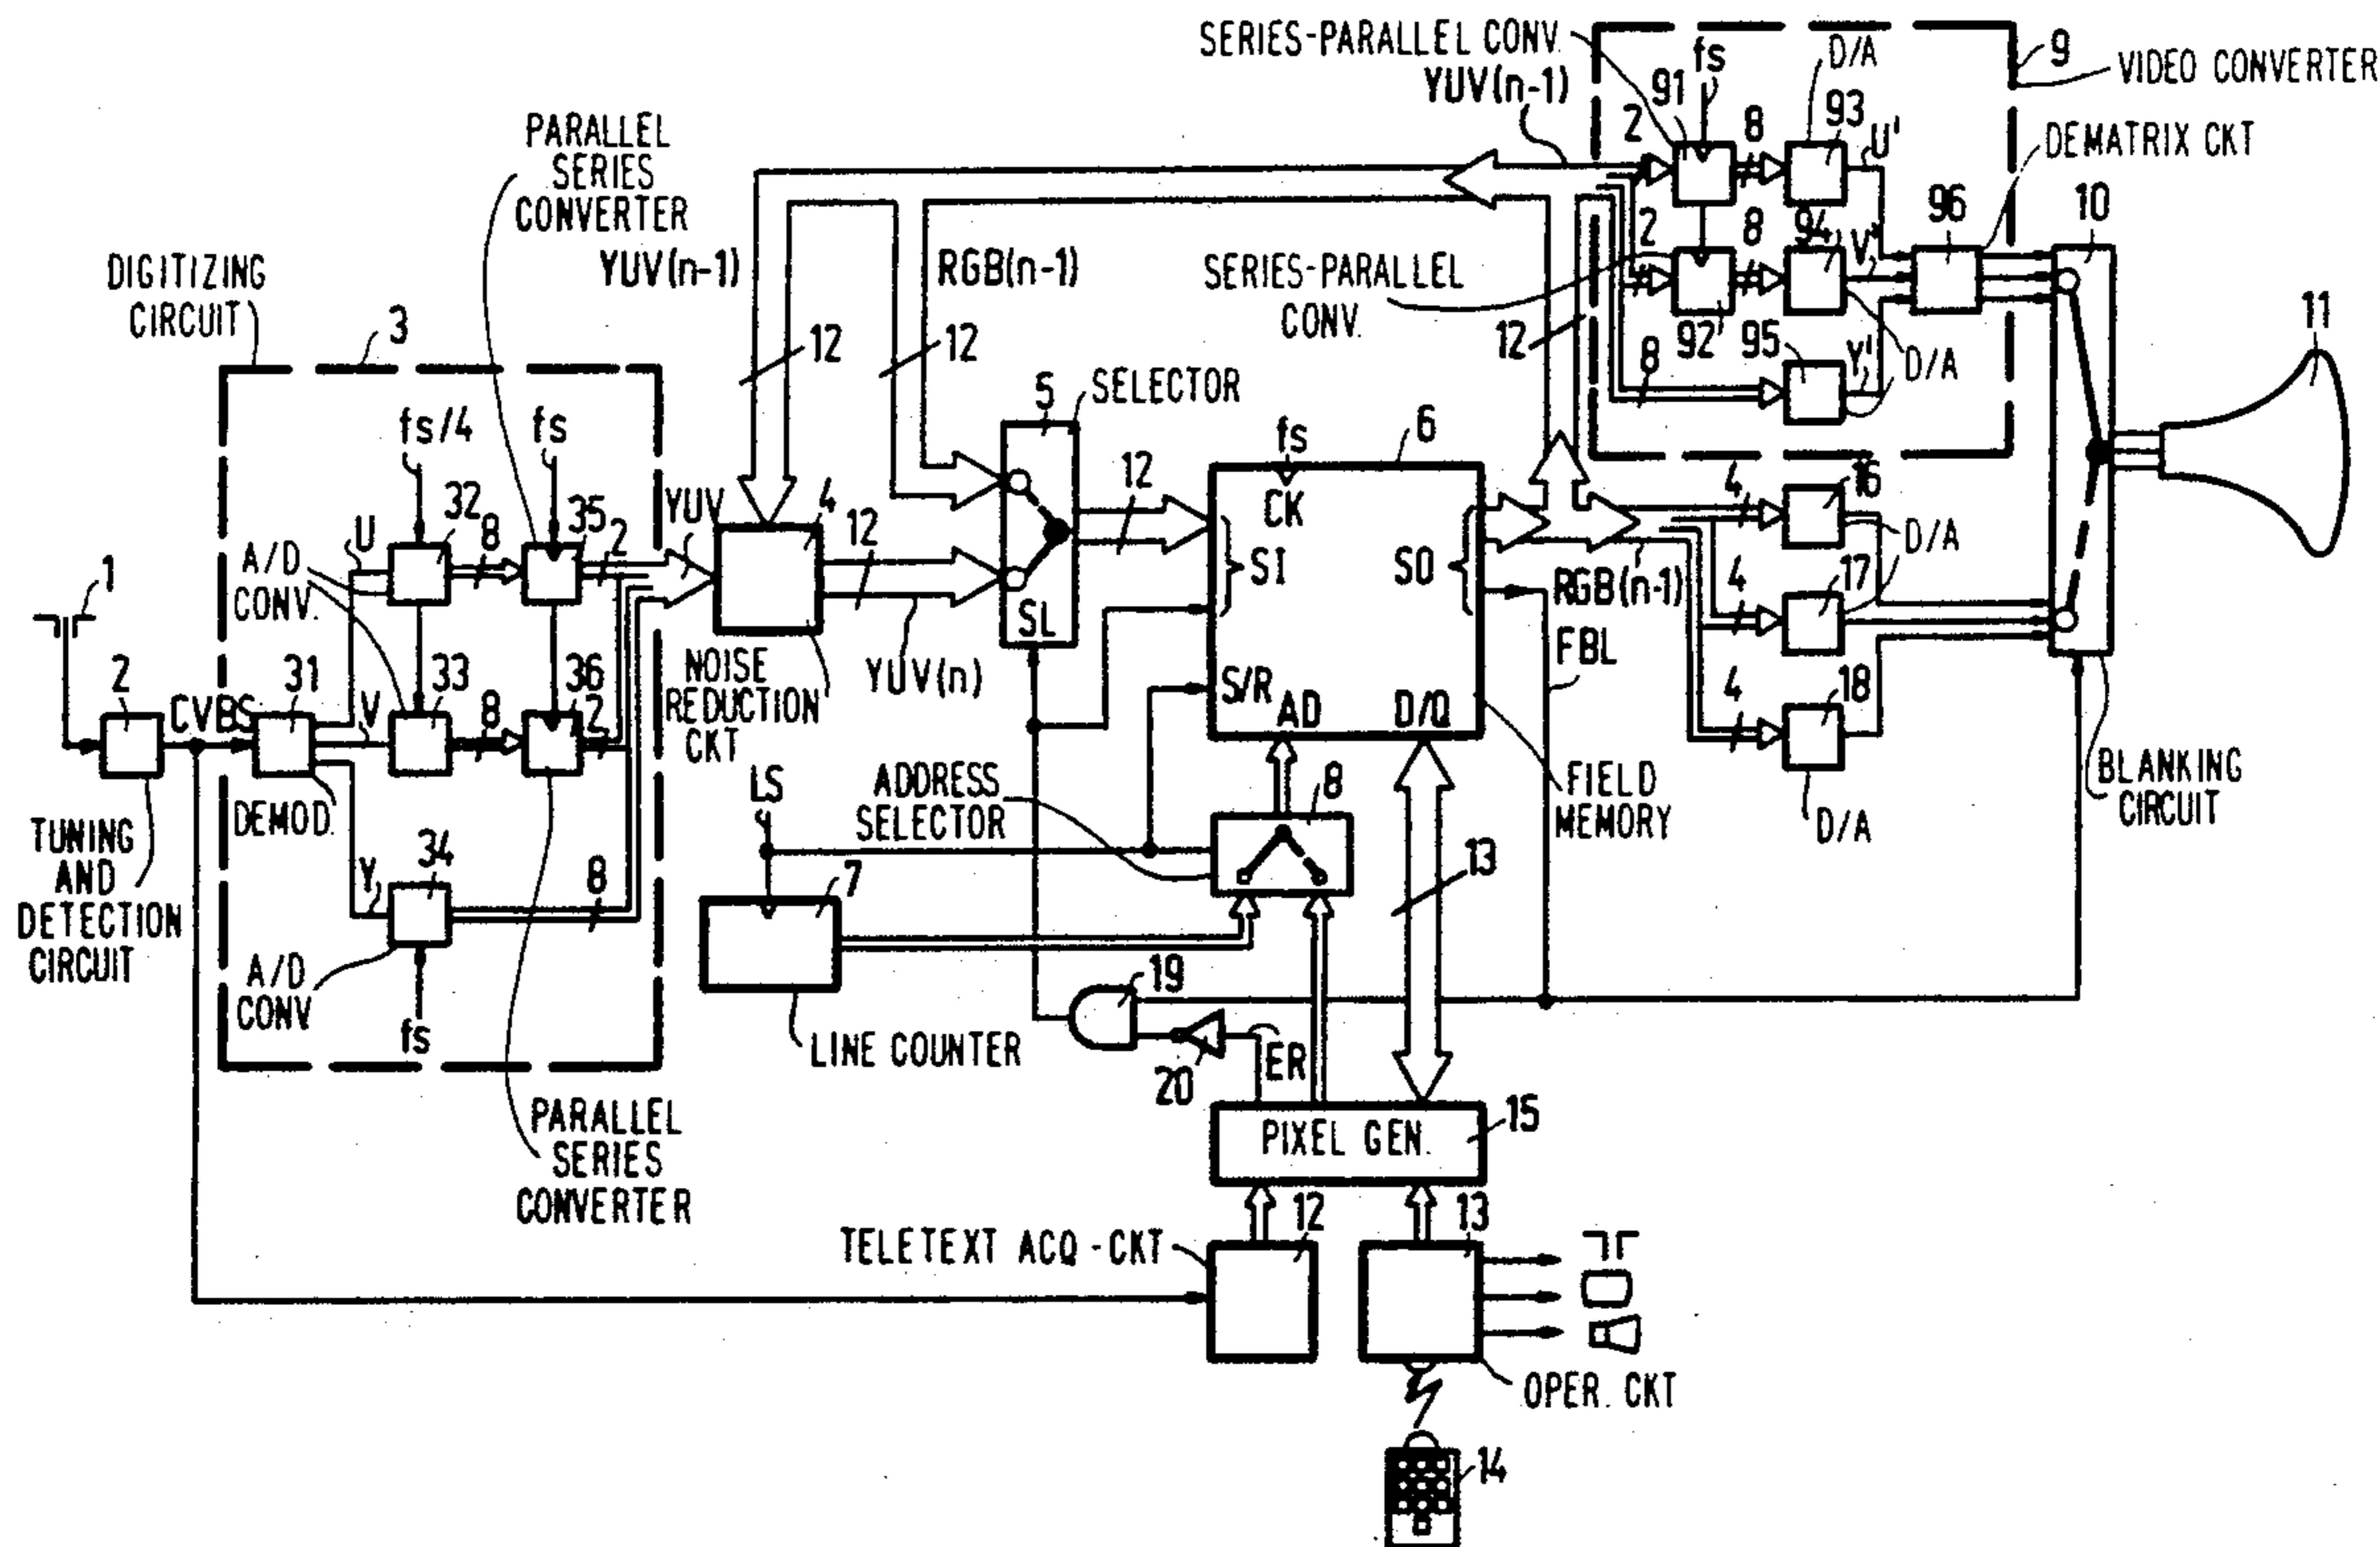 SERIES-PARALLEL CONV.
YUV(n-1)
fs
D/A
9
VIDEO CONVERTER
91
2
8
93
U'
DEMATRIX CKT
PARALLEL
SERIES
CONVERTER
YUV(n-1)
RGB(n-1)
SERIES-PARALLEL
CONV.
2
8
94
V'
96
10
11
DIGITIZING
CIRCUIT
3
12
12
12
92
8
95
Y'
D/A
5
SELECTOR
fs/4
fs
6
fs
CK
SI
SO
12
4
16
D/A
U
32
8
35
2
YUV
4
12
A/D
CONV.
1
SL
RGB(n-1)
FBL
4
17
2
CVBS
31
V
33
8
36
2
NOISE
REDUCTION
CKT
YUV(n)
S/R
AD
D/Q
4
18
DEMOD.
LS
ADDRESS
SELECTOR
8
FIELD
MEMORY
D/A
BLANKING
CIRCUIT
TUNING
AND
DETECTION
CIRCUIT
Y
34
8
7
13
A/D
CONV
fs
19
LINE COUNTER
20
ER
PARALLEL
SERIES
CONVERTER
PIXEL GEN.
15
TELETEXT ACQ-CKT
12
13
OPER. CKT
14